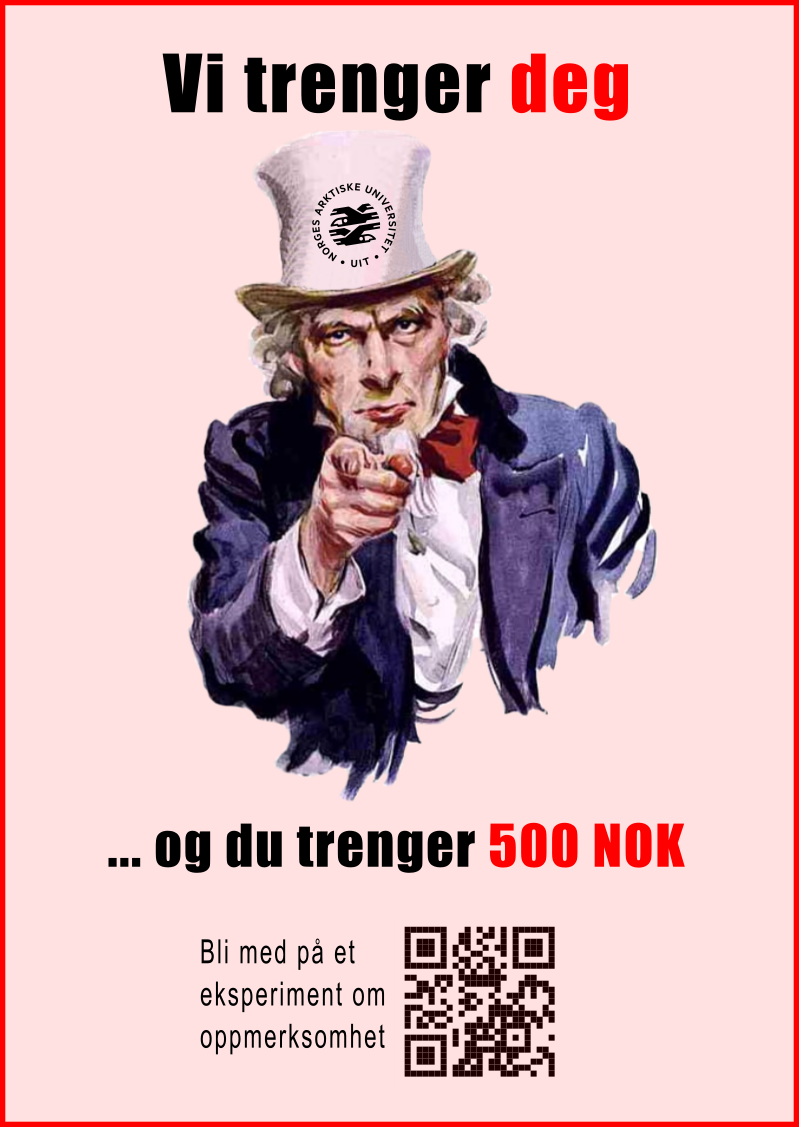 Vi trenger deg
NORGES ARKTISKE UNIVERSITET
• UIT •
... og du trenger 500 NOK
Bli med på et
eksperiment om
oppmerksomhet